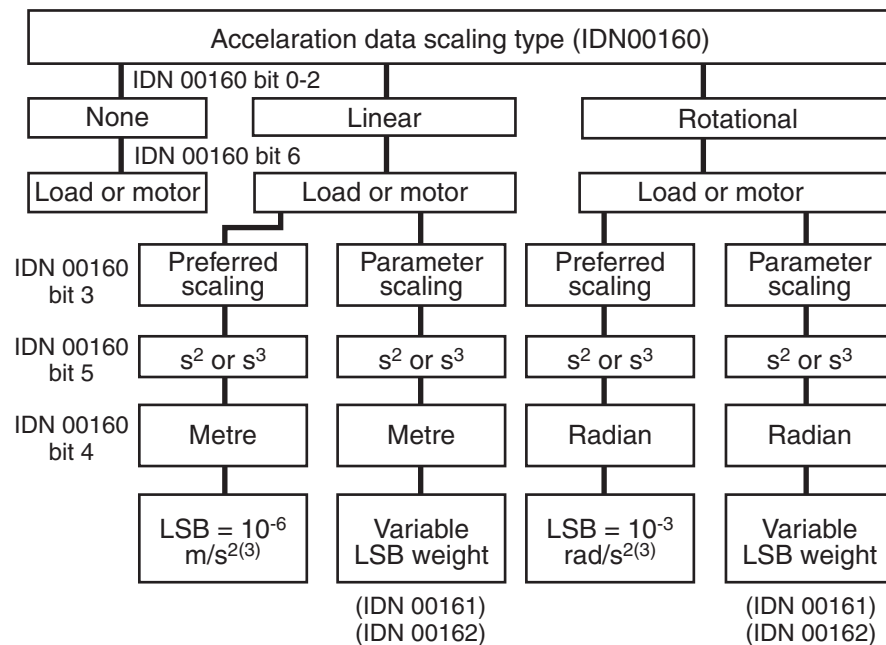 Accelaration data scaling type (IDN00160)
IDN 00160 bit 0-2
None
Linear
Rotational
IDN 00160 bit 6
Load or motor
Load or motor
Load or motor
IDN 00160
bit 3
Preferred
scaling
Parameter
scaling
Preferred
scaling
Parameter
scaling
IDN 00160
bit 5
s² or s³
s² or s³
s² or s³
s² or s³
IDN 00160
bit 4
Metre
Metre
Radian
Radian
LSB = 10⁻⁶
m/s²⁽³⁾
Variable
LSB weight
LSB = 10⁻³
rad/s²⁽³⁾
Variable
LSB weight
(IDN 00161)
(IDN 00162)
(IDN 00161)
(IDN 00162)